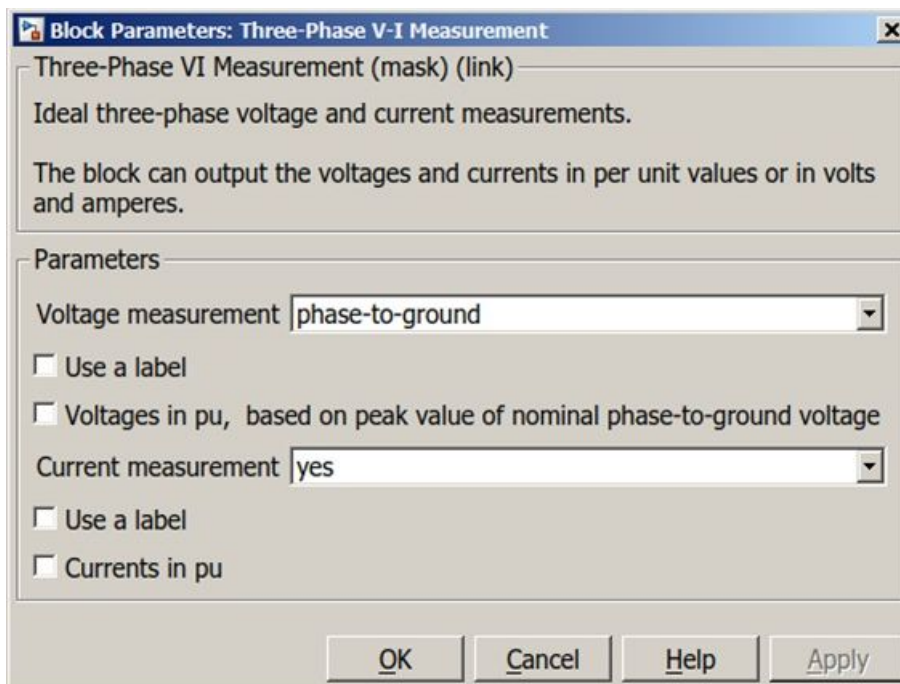 Block Parameters: Three-Phase V-I Measurement
Three-Phase VI Measurement (mask) (link)
Ideal three-phase voltage and current measurements.
The block can output the voltages and currents in per unit values or in volts
and amperes.
Parameters
Voltage measurement phase-to-ground
Use a label
Voltages in pu, based on peak value of nominal phase-to-ground voltage
Current measurement yes
Use a label
Currents in pu
OK Cancel Help Apply